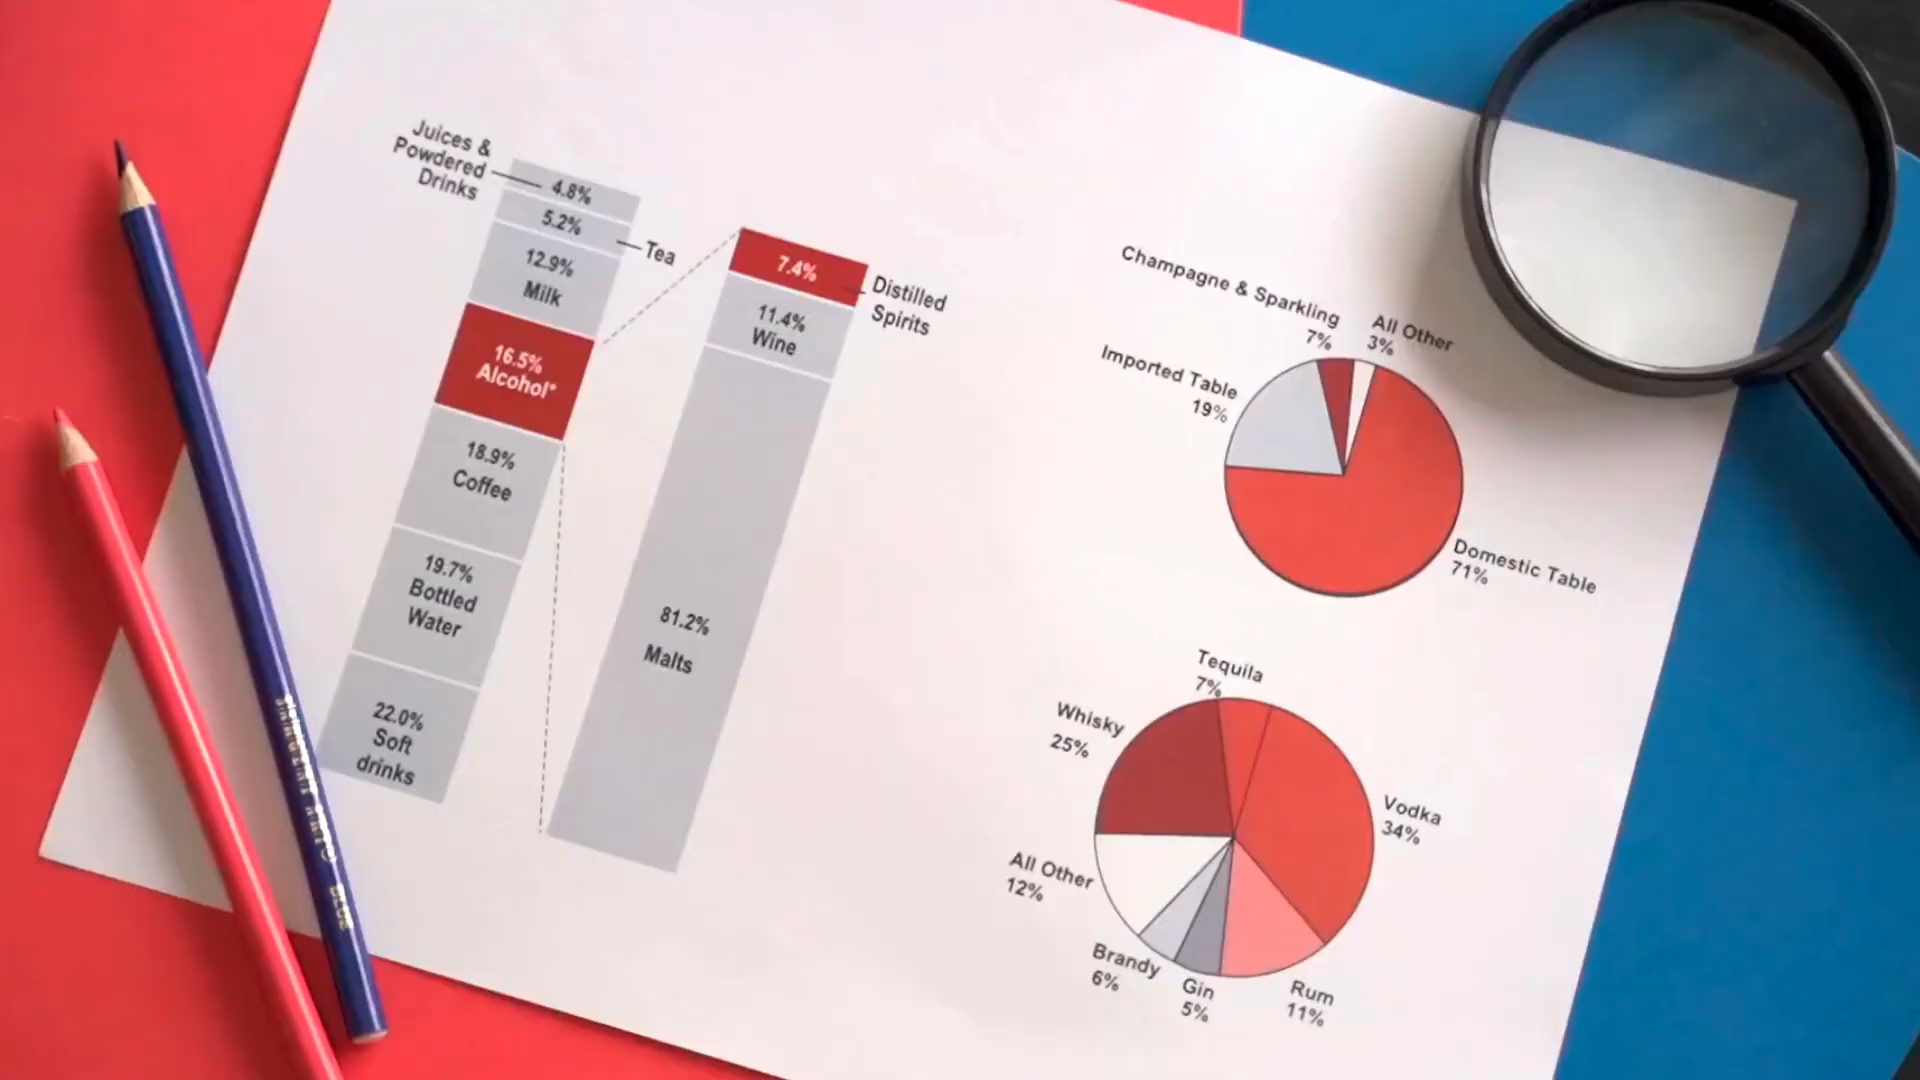 Juices &
Powdered
Drinks
4.8%
5.2%
Tea
12.9%
Milk
16.5%
Alcohol*
18.9%
Coffee
19.7%
Bottled
Water
22.0%
Soft
drinks
7.4%
Distilled
Spirits
11.4%
Wine
81.2%
Malts
Champagne & Sparkling
7%
All Other
3%
Imported Table
19%
Domestic Table
71%
Tequila
7%
Whisky
25%
Vodka
34%
All Other
12%
Brandy
6%
Gin
5%
Rum
11%
BLUE